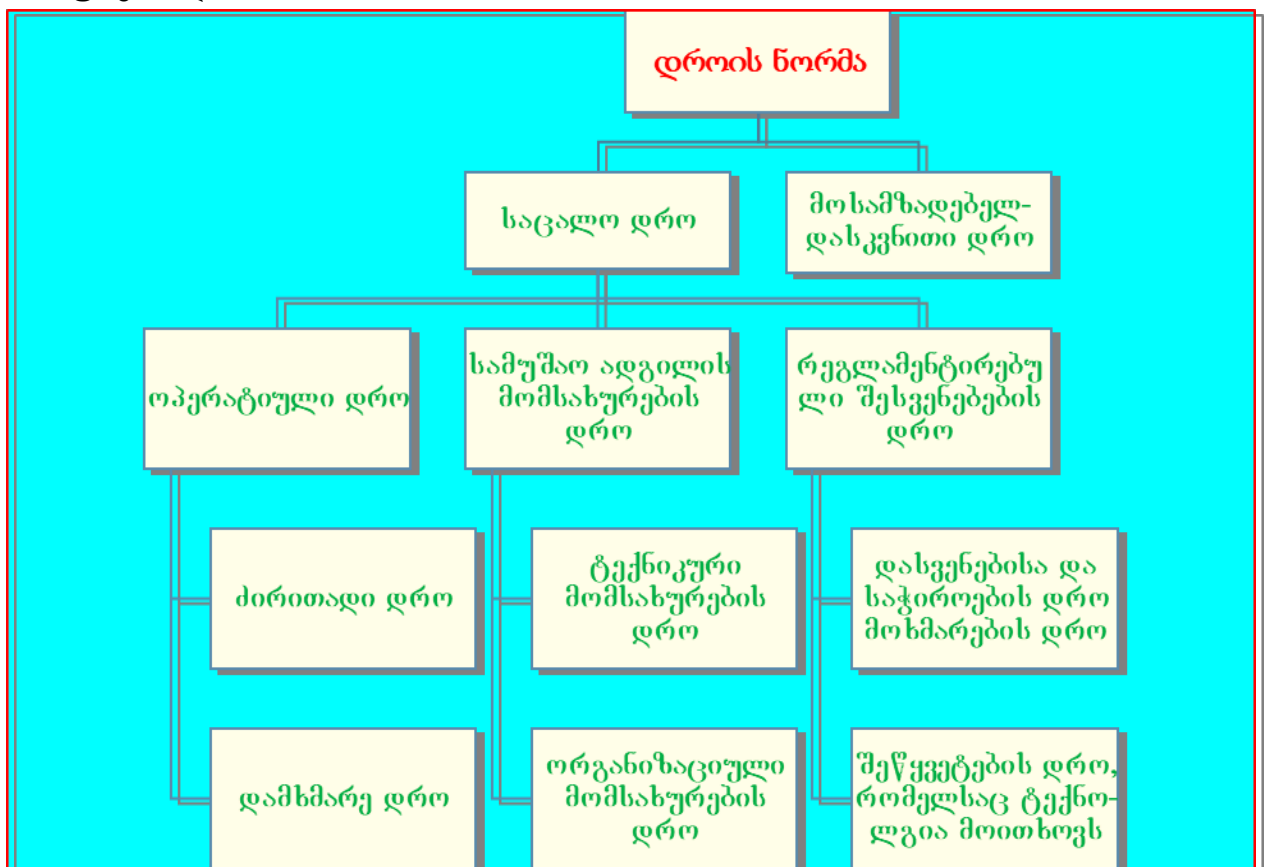 დროის ნორმა
საცალო დრო
მოსამზადებელ-
დასკვნითი დრო
ოპერატიული დრო
სამუშაო ადგილის
მომსახურების
დრო
რეგლამენტირებუ
ლი შესვენებების
დრო
ძირითადი დრო
ტექნიკური
მომსახურების
დრო
დასვენებისა და
საჭიროების დრო
მოხმარების დრო
დამხმარე დრო
ორგანიზაციული
მომსახურების
დრო
შეწყვეტების დრო,
რომელსაც ტექნო-
ლგია მოითხოვს